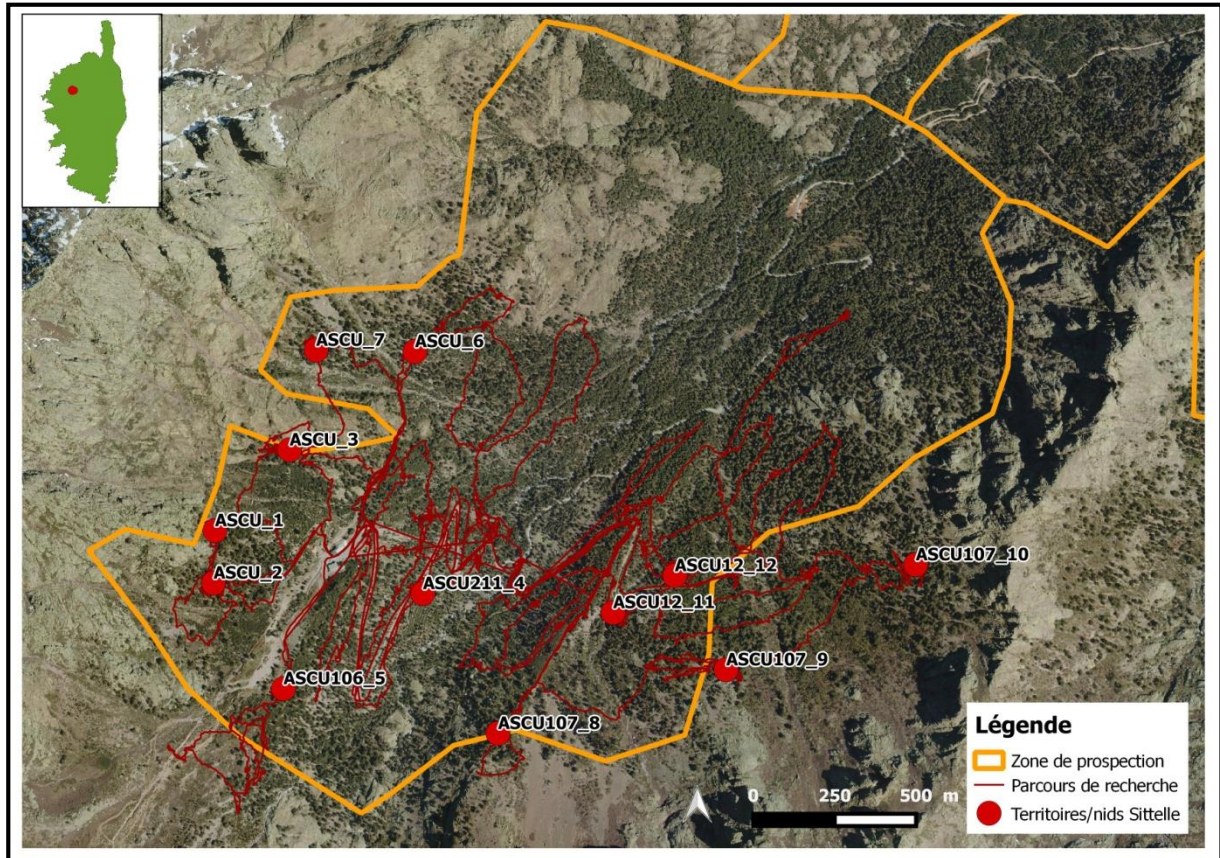 ASCU_7
ASCU_6
ASCU_3
ASCU_1
ASCU_2
ASCU211_4
ASCU12_12
ASCU107_10
ASCU12_11
ASCU106_5
ASCU107_9
ASCU107_8
Légende
Zone de prospection
Parcours de recherche
Territoires/nids Sittelle
0 250 500 m